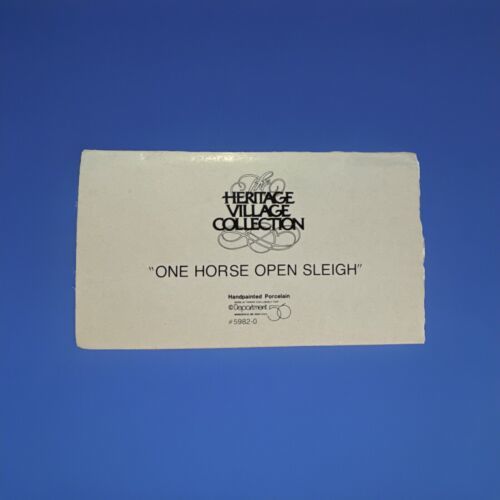 The
HERITAGE
VILLAGE
COLLECTION
"ONE HORSE OPEN SLEIGH"
Handpainted Porcelain
©Department 56
#5982-0